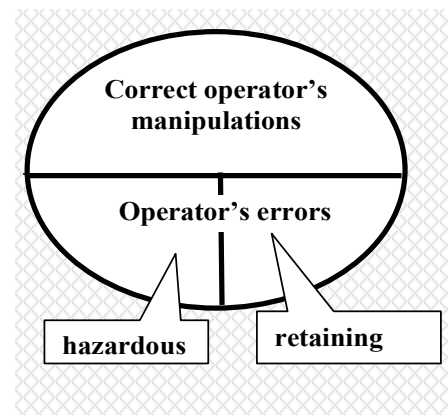 Correct operator’s
manipulations
Operator’s errors
hazardous
retaining